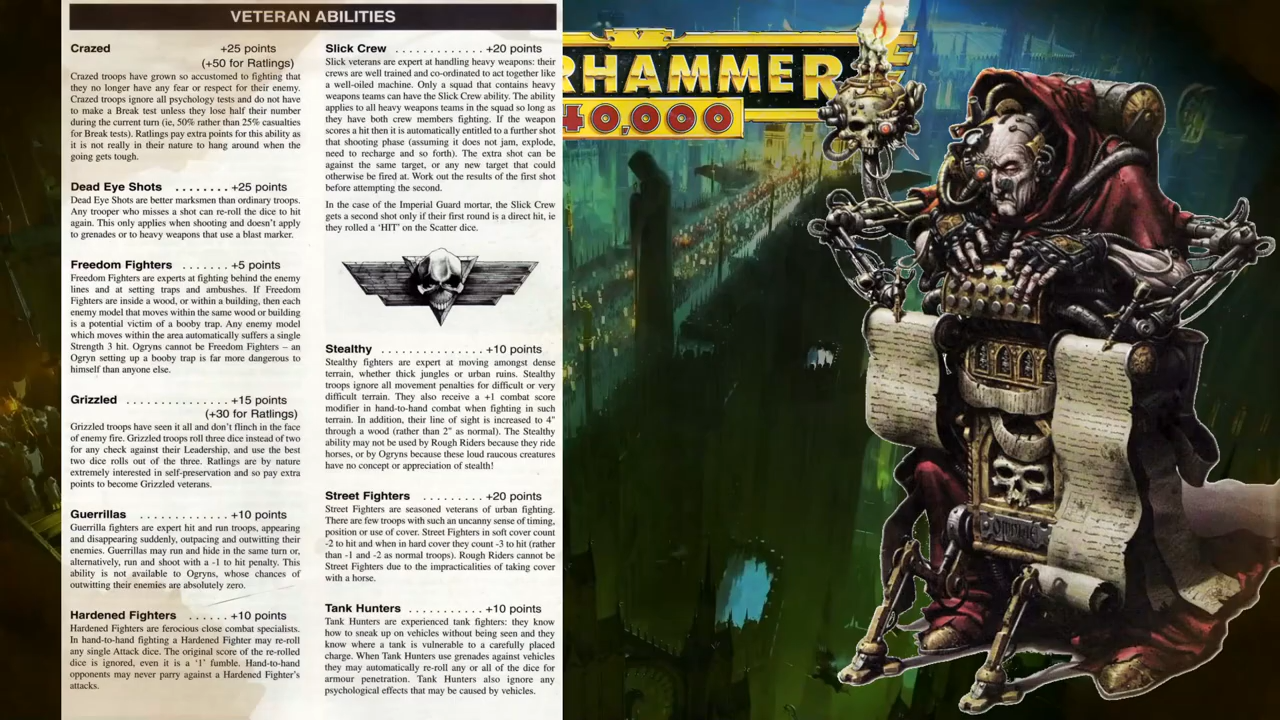 VETERAN ABILITIES
Crazed +25 points
(+50 for Ratlings)
Crazed troops have grown so accustomed to fighting that
they no longer have any fear or respect for their enemy.
Crazed troops ignore all psychology tests and do not have
to make a Break test unless they lose half their number
during the current turn (ie, 50% rather than 25% casualties
for Break tests). Ratlings pay extra points for this ability as
it is not really in their nature to hang around when the
going gets tough.
Dead Eye Shots ........ +25 points
Dead Eye Shots are better marksmen than ordinary troops.
Any trooper who misses a shot can re-roll the dice to hit
again. This only applies when shooting and doesn't apply
to grenades or to heavy weapons that use a blast marker.
Freedom Fighters ....... +5 points
Freedom Fighters are experts at fighting behind the enemy
lines and at setting traps and ambushes. If Freedom
Fighters are inside a wood, or within a building, then each
enemy model that moves within the same wood or building
is a potential victim of a booby trap. Any enemy model
which moves within the area automatically suffers a single
Strength 3 hit. Ogryns cannot be Freedom Fighters – an
Ogryn setting up a booby trap is far more dangerous to
himself than anyone else.
Grizzled .............. +15 points
(+30 for Ratlings)
Grizzled troops have seen it all and don't flinch in the face
of enemy fire. Grizzled troops roll three dice instead of two
for any check against their Leadership, and use the best
two dice rolls out of the three. Ratlings are by nature
extremely interested in self-preservation and so pay extra
points to become Grizzled veterans.
Guerrillas ............. +10 points
Guerrilla fighters are expert hit and run troops, appearing
and disappearing suddenly, outpacing and outwitting their
enemies. Guerrillas may run and hide in the same turn or,
alternatively, run and shoot with a -1 to hit penalty. This
ability is not available to Ogryns, whose chances of
outwitting their enemies are absolutely zero.
Hardened Fighters ...... +10 points
Hardened Fighters are ferocious close combat specialists.
In hand-to-hand fighting a Hardened Fighter may re-roll
any single Attack dice. The original score of the re-rolled
dice is ignored, even it is a '1' fumble. Hand-to-hand
opponents may never parry against a Hardened Fighter's
attacks.
Slick Crew ............. +20 points
Slick veterans are expert at handling heavy weapons: their
crews are well trained and co-ordinated to act together like
a well-oiled machine. Only a squad that contains heavy
weapons teams can have the Slick Crew ability. The ability
applies to all heavy weapons teams in the squad so long as
they have both crew members fighting. If the weapon
scores a hit then it is automatically entitled to a further shot
that shooting phase (assuming it does not jam, explode,
need to recharge and so forth). The extra shot can be
against the same target, or any new target that could
otherwise be fired at. Work out the results of the first shot
before attempting the second.
In the case of the Imperial Guard mortar, the Slick Crew
gets a second shot only if their first round is a direct hit, ie
they rolled a 'HIT' on the Scatter dice.
Stealthy ............... +10 points
Stealthy fighters are expert at moving amongst dense
terrain, whether thick jungles or urban ruins. Stealthy
troops ignore all movement penalties for difficult or very
difficult terrain. They also receive a +1 combat score
modifier in hand-to-hand combat when fighting in such
terrain. In addition, their line of sight is increased to 4"
through a wood (rather than 2" as normal). The Stealthy
ability may not be used by Rough Riders because they ride
horses, or by Ogryns because these loud raucous creatures
have no concept or appreciation of stealth!
Street Fighters ......... +20 points
Street Fighters are seasoned veterans of urban fighting.
There are few troops with such an uncanny sense of timing,
position or use of cover. Street Fighters in soft cover count
-2 to hit and when in hard cover they count -3 to hit (rather
than -1 and -2 as normal troops). Rough Riders cannot be
Street Fighters due to the impracticalities of taking cover
with a horse.
Tank Hunters ........... +10 points
Tank Hunters are experienced tank fighters: they know
how to sneak up on vehicles without being seen and they
know where a tank is vulnerable to a carefully placed
charge. When Tank Hunters use grenades against vehicles
they may automatically re-roll any or all of the dice for
armour penetration. Tank Hunters also ignore any
psychological effects that may be caused by vehicles.
RHAMMER
40,000